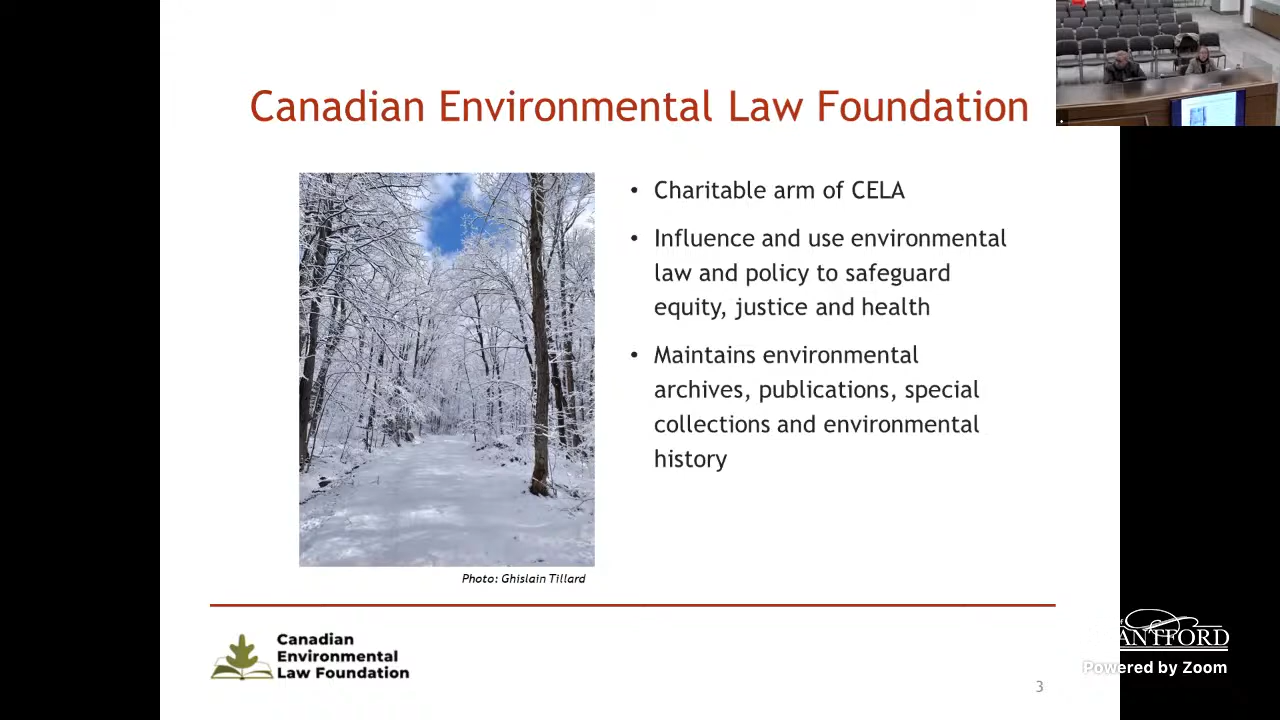 Canadian Environmental Law Foundation
• Charitable arm of CELA
• Influence and use environmental
law and policy to safeguard
equity, justice and health
• Maintains environmental
archives, publications, special
collections and environmental
history
Photo: Ghislain Tillard
Canadian
Environmental
Law Foundation
ANTFORD
Powered by Zoom
3